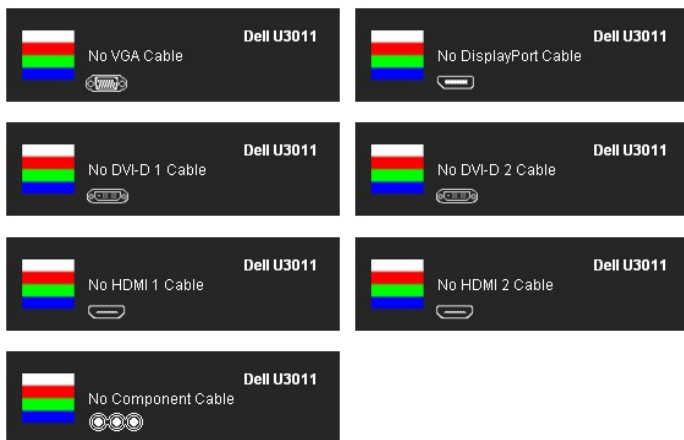 Dell U3011
No VGA Cable
Dell U3011
No DisplayPort Cable
Dell U3011
No DVI-D 1 Cable
Dell U3011
No DVI-D 2 Cable
Dell U3011
No HDMI 1 Cable
Dell U3011
No HDMI 2 Cable
Dell U3011
No Component Cable